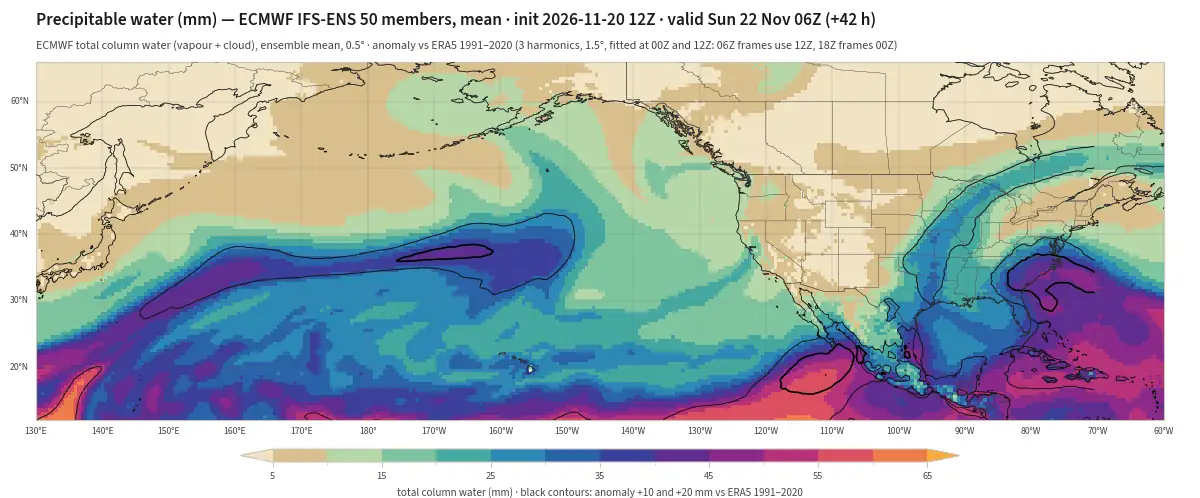 Precipitable water (mm) — ECMWF IFS-ENS 50 members, mean · init 2026-11-20 12Z · valid Sun 22 Nov 06Z (+42 h)
ECMWF total column water (vapour + cloud), ensemble mean, 0.5° · anomaly vs ERA5 1991–2020 (3 harmonics, 1.5°, fitted at 00Z and 12Z: 06Z frames use 12Z, 18Z frames 00Z)
60°N
50°N
40°N
30°N
20°N
130°E 140°E 150°E 160°E 170°E 180° 170°W 160°W 150°W 140°W 130°W 120°W 110°W 100°W 90°W 80°W 70°W 60°W
5 15 25 35 45 55 65
total column water (mm) · black contours: anomaly +10 and +20 mm vs ERA5 1991–2020